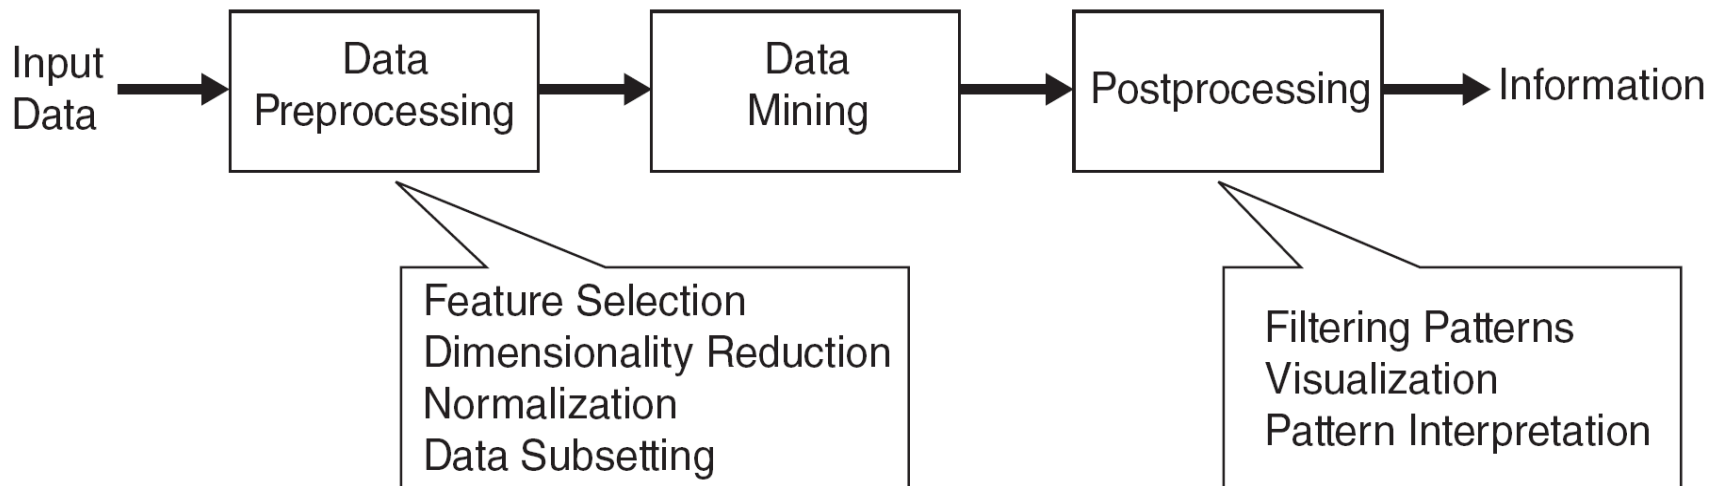 Input
Data
Data
Preprocessing
Data
Mining
Postprocessing
Information
Feature Selection
Dimensionality Reduction
Normalization
Data Subsetting
Filtering Patterns
Visualization
Pattern Interpretation